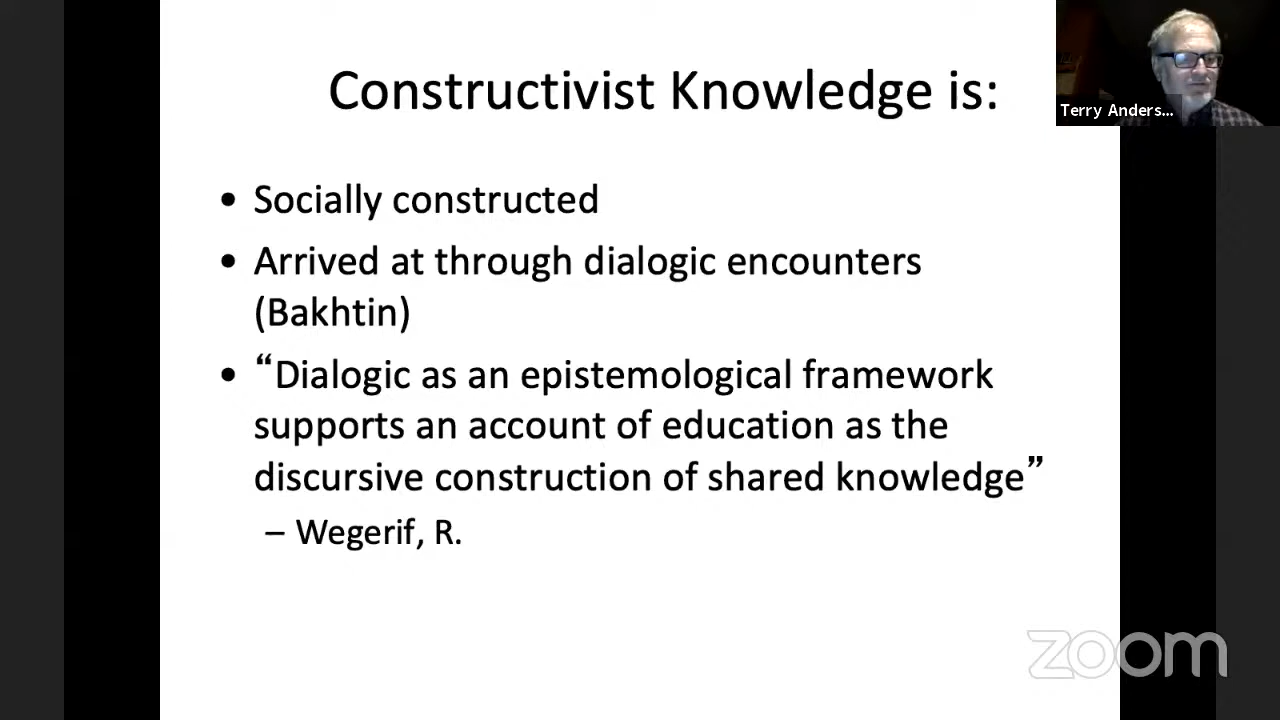 Constructivist Knowledge is:
Terry Anders...
• Socially constructed
• Arrived at through dialogic encounters
(Bakhtin)
• “Dialogic as an epistemological framework
supports an account of education as the
discursive construction of shared knowledge”
– Wegerif, R.
zoom